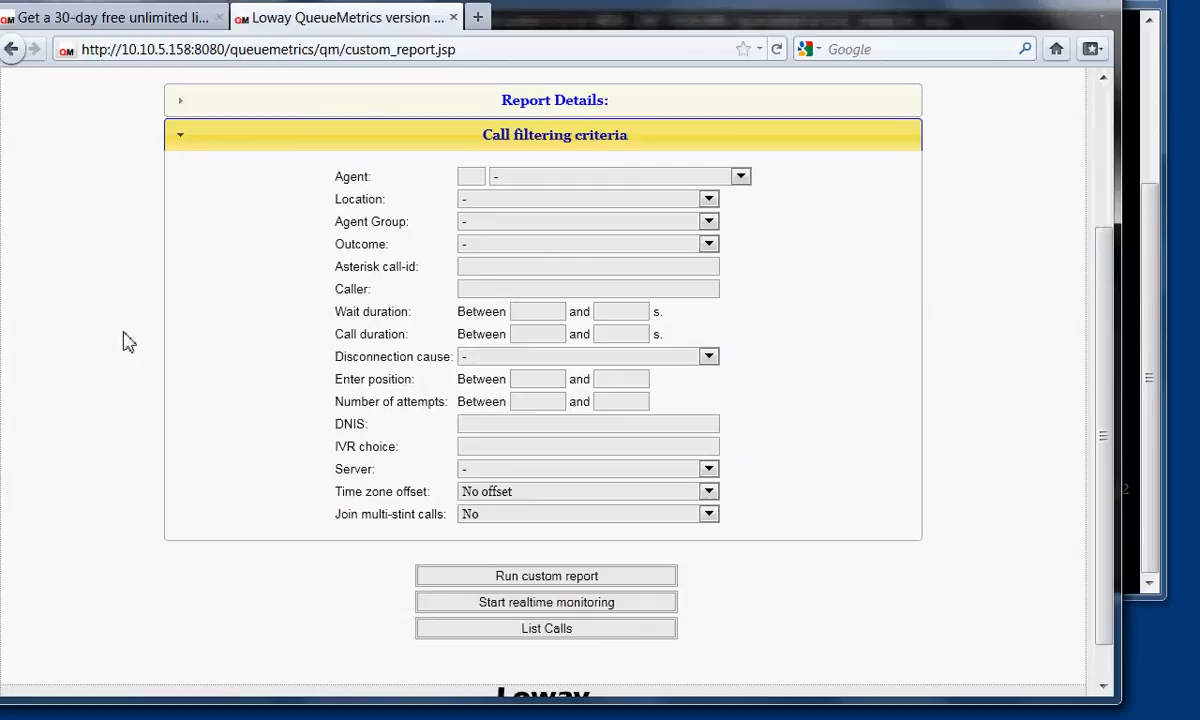 Get a 30-day free unlimited li...
Loway QueueMetrics version ...
http://10.10.5.158:8080/queuemetrics/qm/custom_report.jsp
Google
Report Details:
Call filtering criteria
Agent: -
Location: -
Agent Group: -
Outcome: -
Asterisk call-id:
Caller:
Wait duration: Between and s.
Call duration: Between and s.
Disconnection cause: -
Enter position: Between and
Number of attempts: Between and
DNIS:
IVR choice:
Server: -
Time zone offset: No offset
Join multi-stint calls: No
Run custom report
Start realtime monitoring
List Calls
Loway